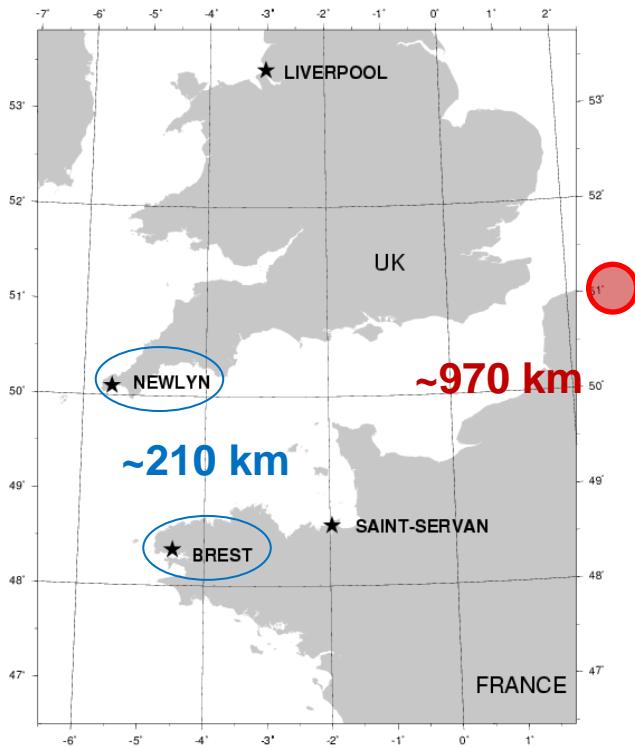 -7° -6° -5° -4° -3° -2° -1° 0° 1° 2°
LIVERPOOL
53° 53°
52° 52°
UK
51° 51°
NEWLYN
~970 km
50° 50°
~210 km
49° 49°
SAINT-SERVAN
BREST
48° 48°
47° 47°
FRANCE
-6° -5° -4° -3° -2° -1° 0° 1°